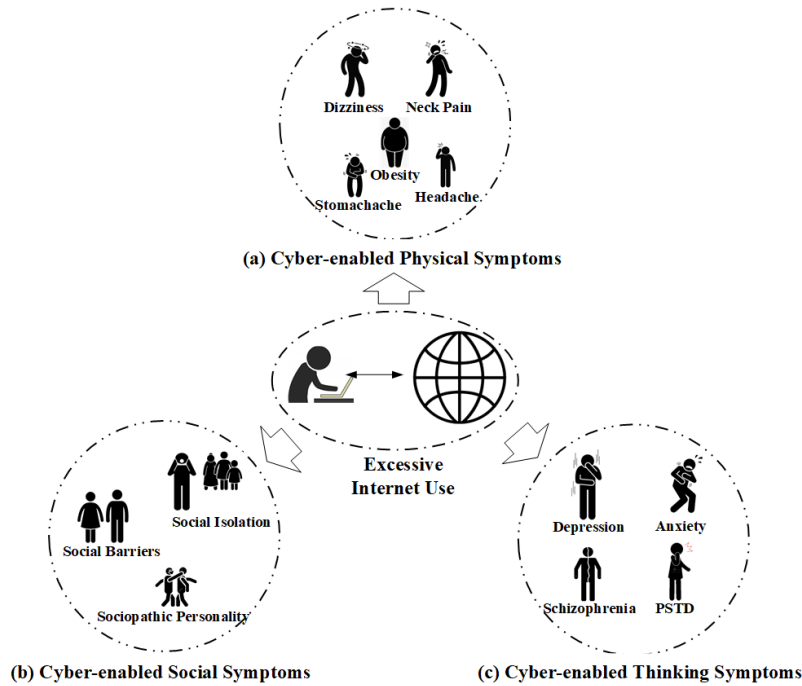 Dizziness Neck Pain
Obesity
Stomachache Headache.
(a) Cyber-enabled Physical Symptoms
Excessive
Internet Use
Social Isolation
Social Barriers
Sociopathic Personality
(b) Cyber-enabled Social Symptoms
Depression Anxiety
Schizophrenia PSTD
(c) Cyber-enabled Thinking Symptoms